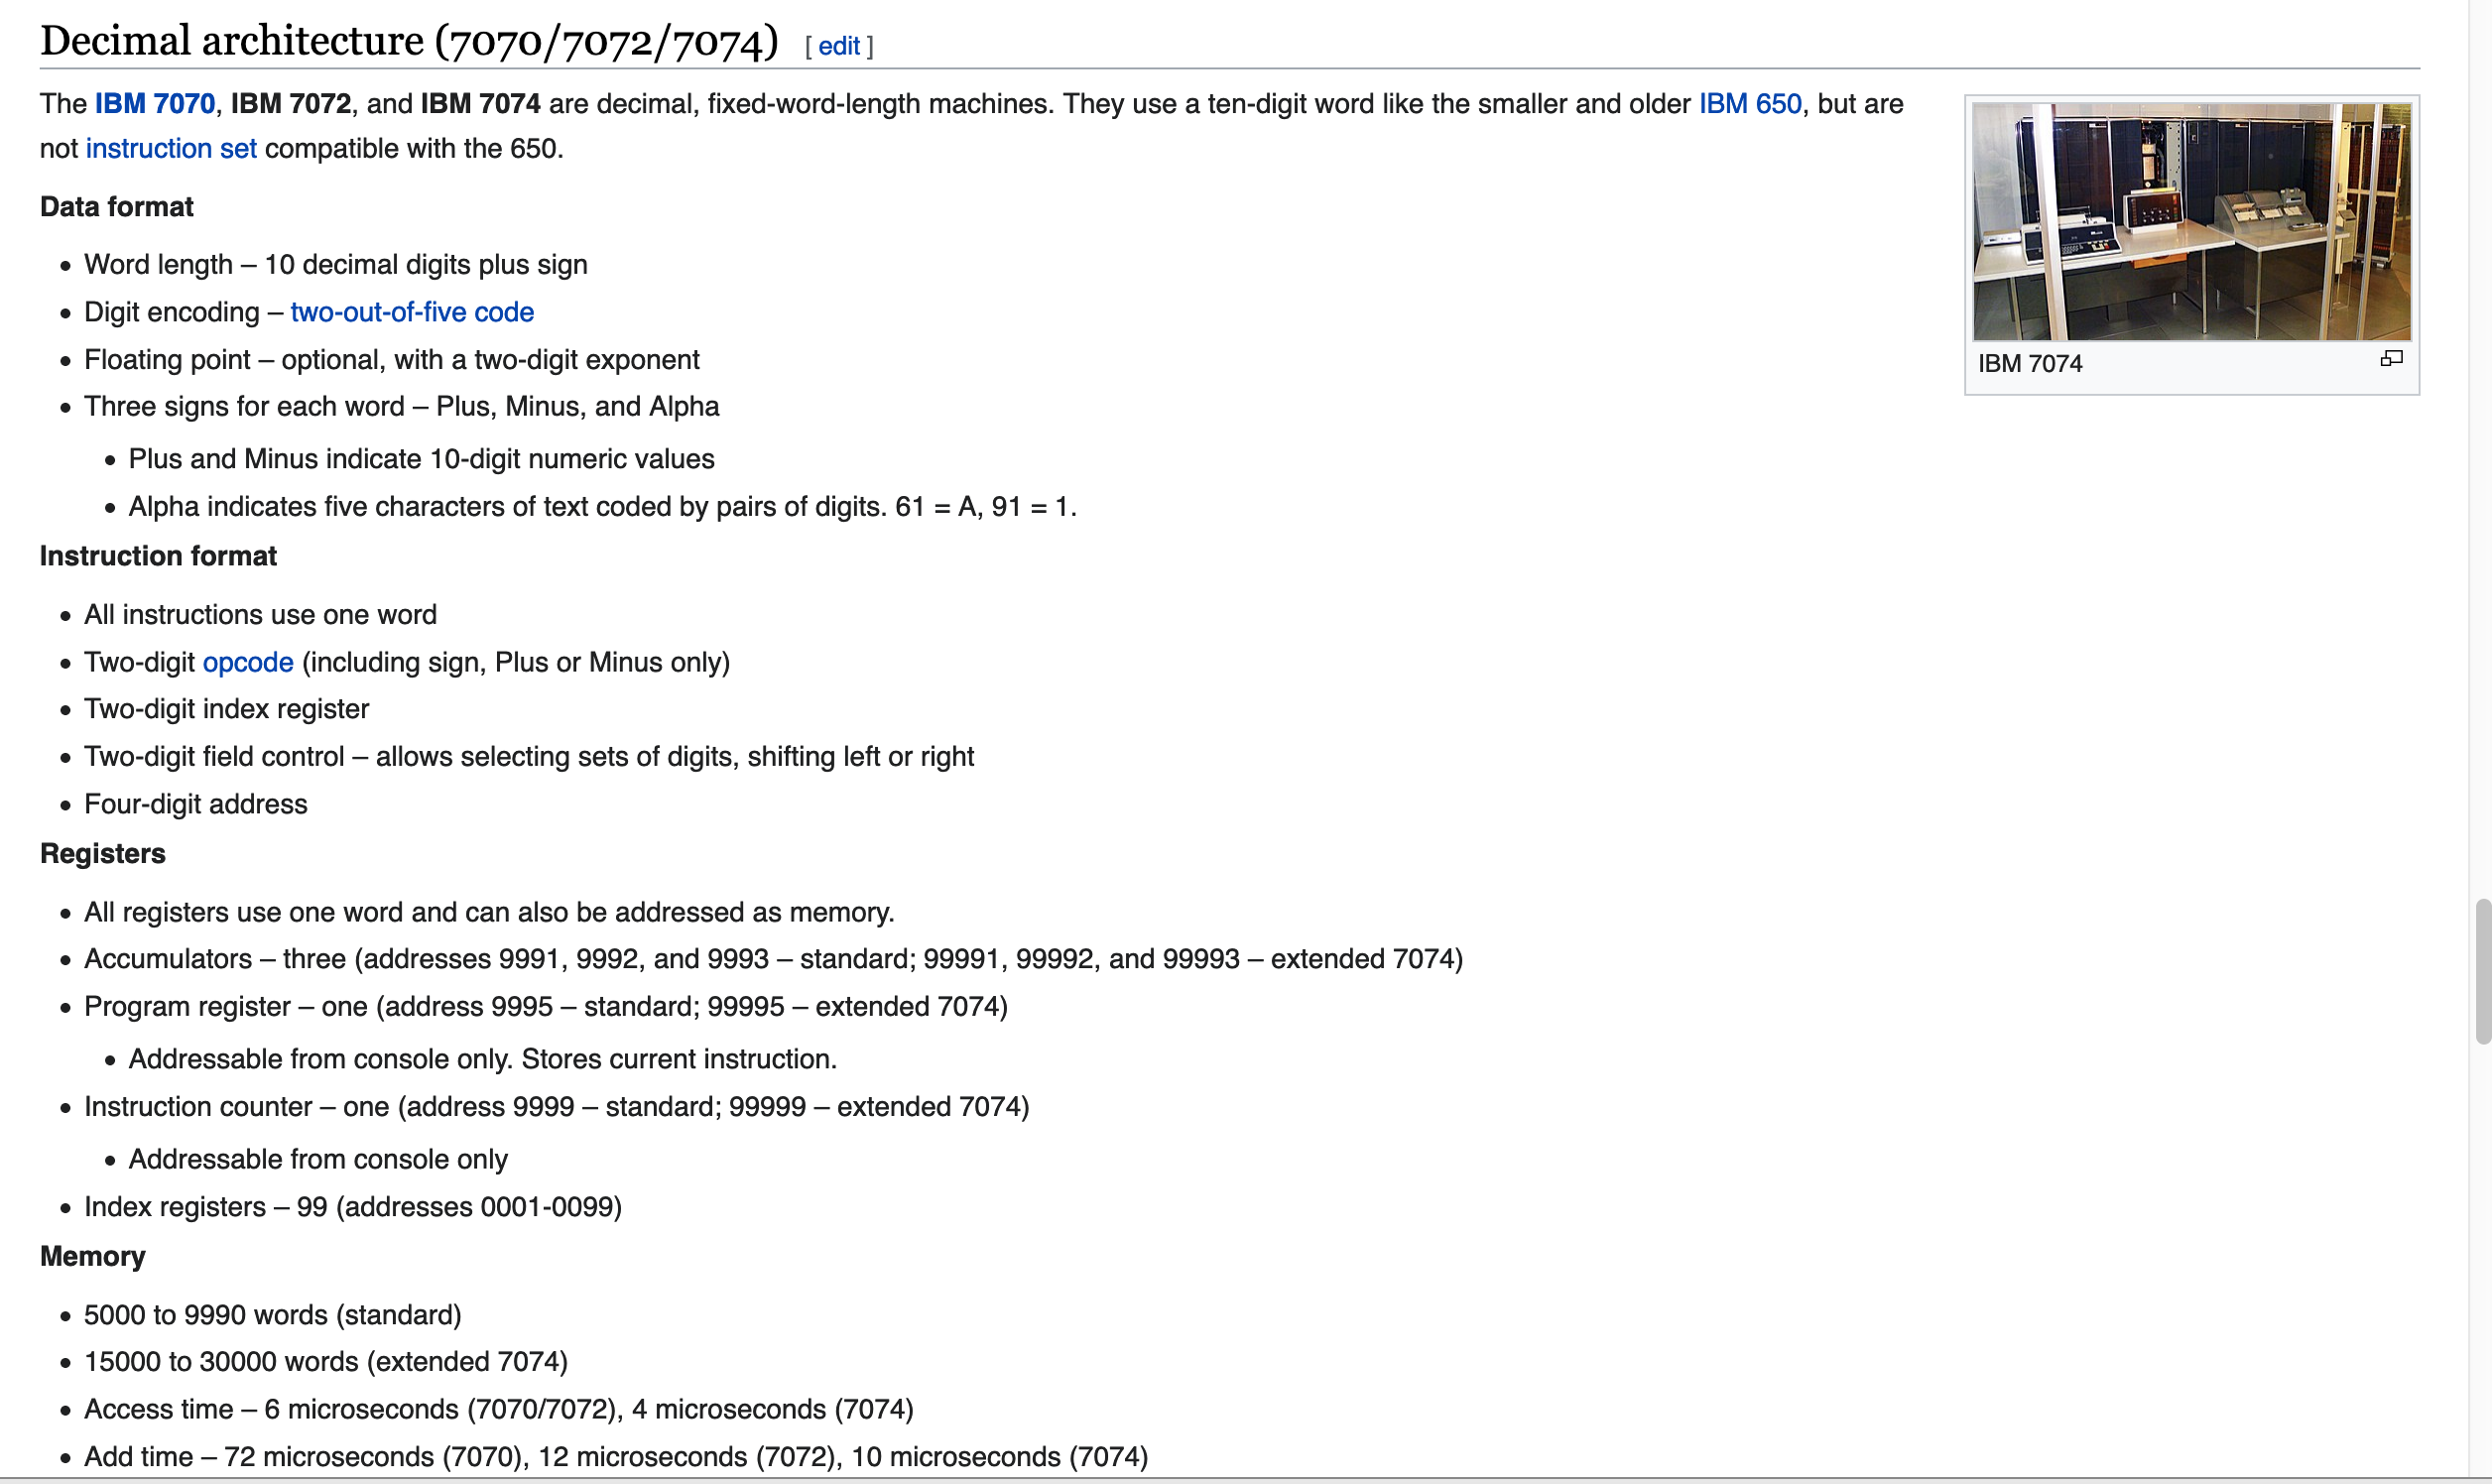 Decimal architecture (7070/7072/7074) [ edit ]
The IBM 7070, IBM 7072, and IBM 7074 are decimal, fixed-word-length machines. They use a ten-digit word like the smaller and older IBM 650, but are
not instruction set compatible with the 650.
IBM 7074
Data format
• Word length – 10 decimal digits plus sign
• Digit encoding – two-out-of-five code
• Floating point – optional, with a two-digit exponent
• Three signs for each word – Plus, Minus, and Alpha
• Plus and Minus indicate 10-digit numeric values
• Alpha indicates five characters of text coded by pairs of digits. 61 = A, 91 = 1.
Instruction format
• All instructions use one word
• Two-digit opcode (including sign, Plus or Minus only)
• Two-digit index register
• Two-digit field control – allows selecting sets of digits, shifting left or right
• Four-digit address
Registers
• All registers use one word and can also be addressed as memory.
• Accumulators – three (addresses 9991, 9992, and 9993 – standard; 99991, 99992, and 99993 – extended 7074)
• Program register – one (address 9995 – standard; 99995 – extended 7074)
• Addressable from console only. Stores current instruction.
• Instruction counter – one (address 9999 – standard; 99999 – extended 7074)
• Addressable from console only
• Index registers – 99 (addresses 0001-0099)
Memory
• 5000 to 9990 words (standard)
• 15000 to 30000 words (extended 7074)
• Access time – 6 microseconds (7070/7072), 4 microseconds (7074)
• Add time – 72 microseconds (7070), 12 microseconds (7072), 10 microseconds (7074)